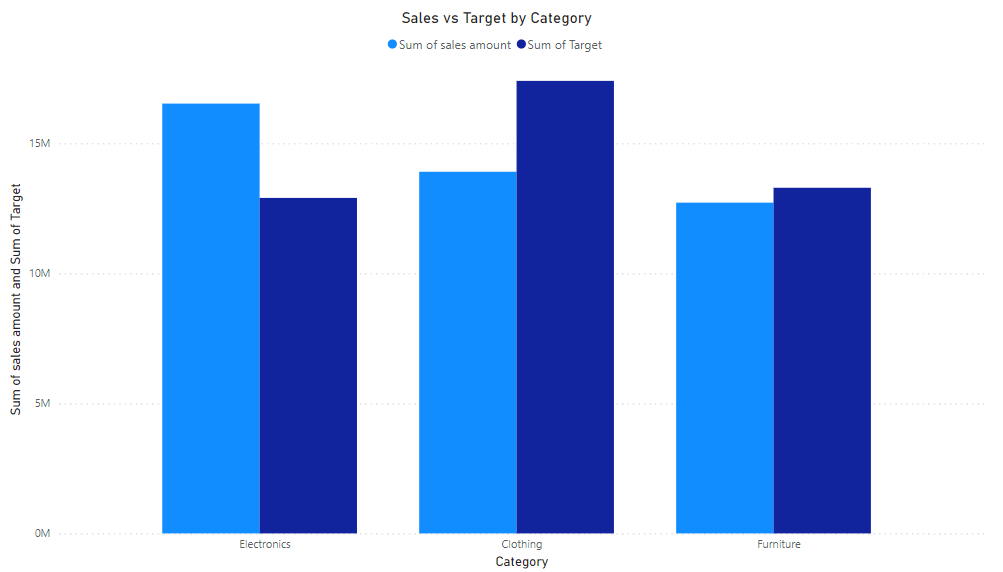 Sales vs Target by Category
Sum of sales amount Sum of Target
Sum of sales amount and Sum of Target
15M
10M
5M
0M
Electronics Clothing Furniture
Category